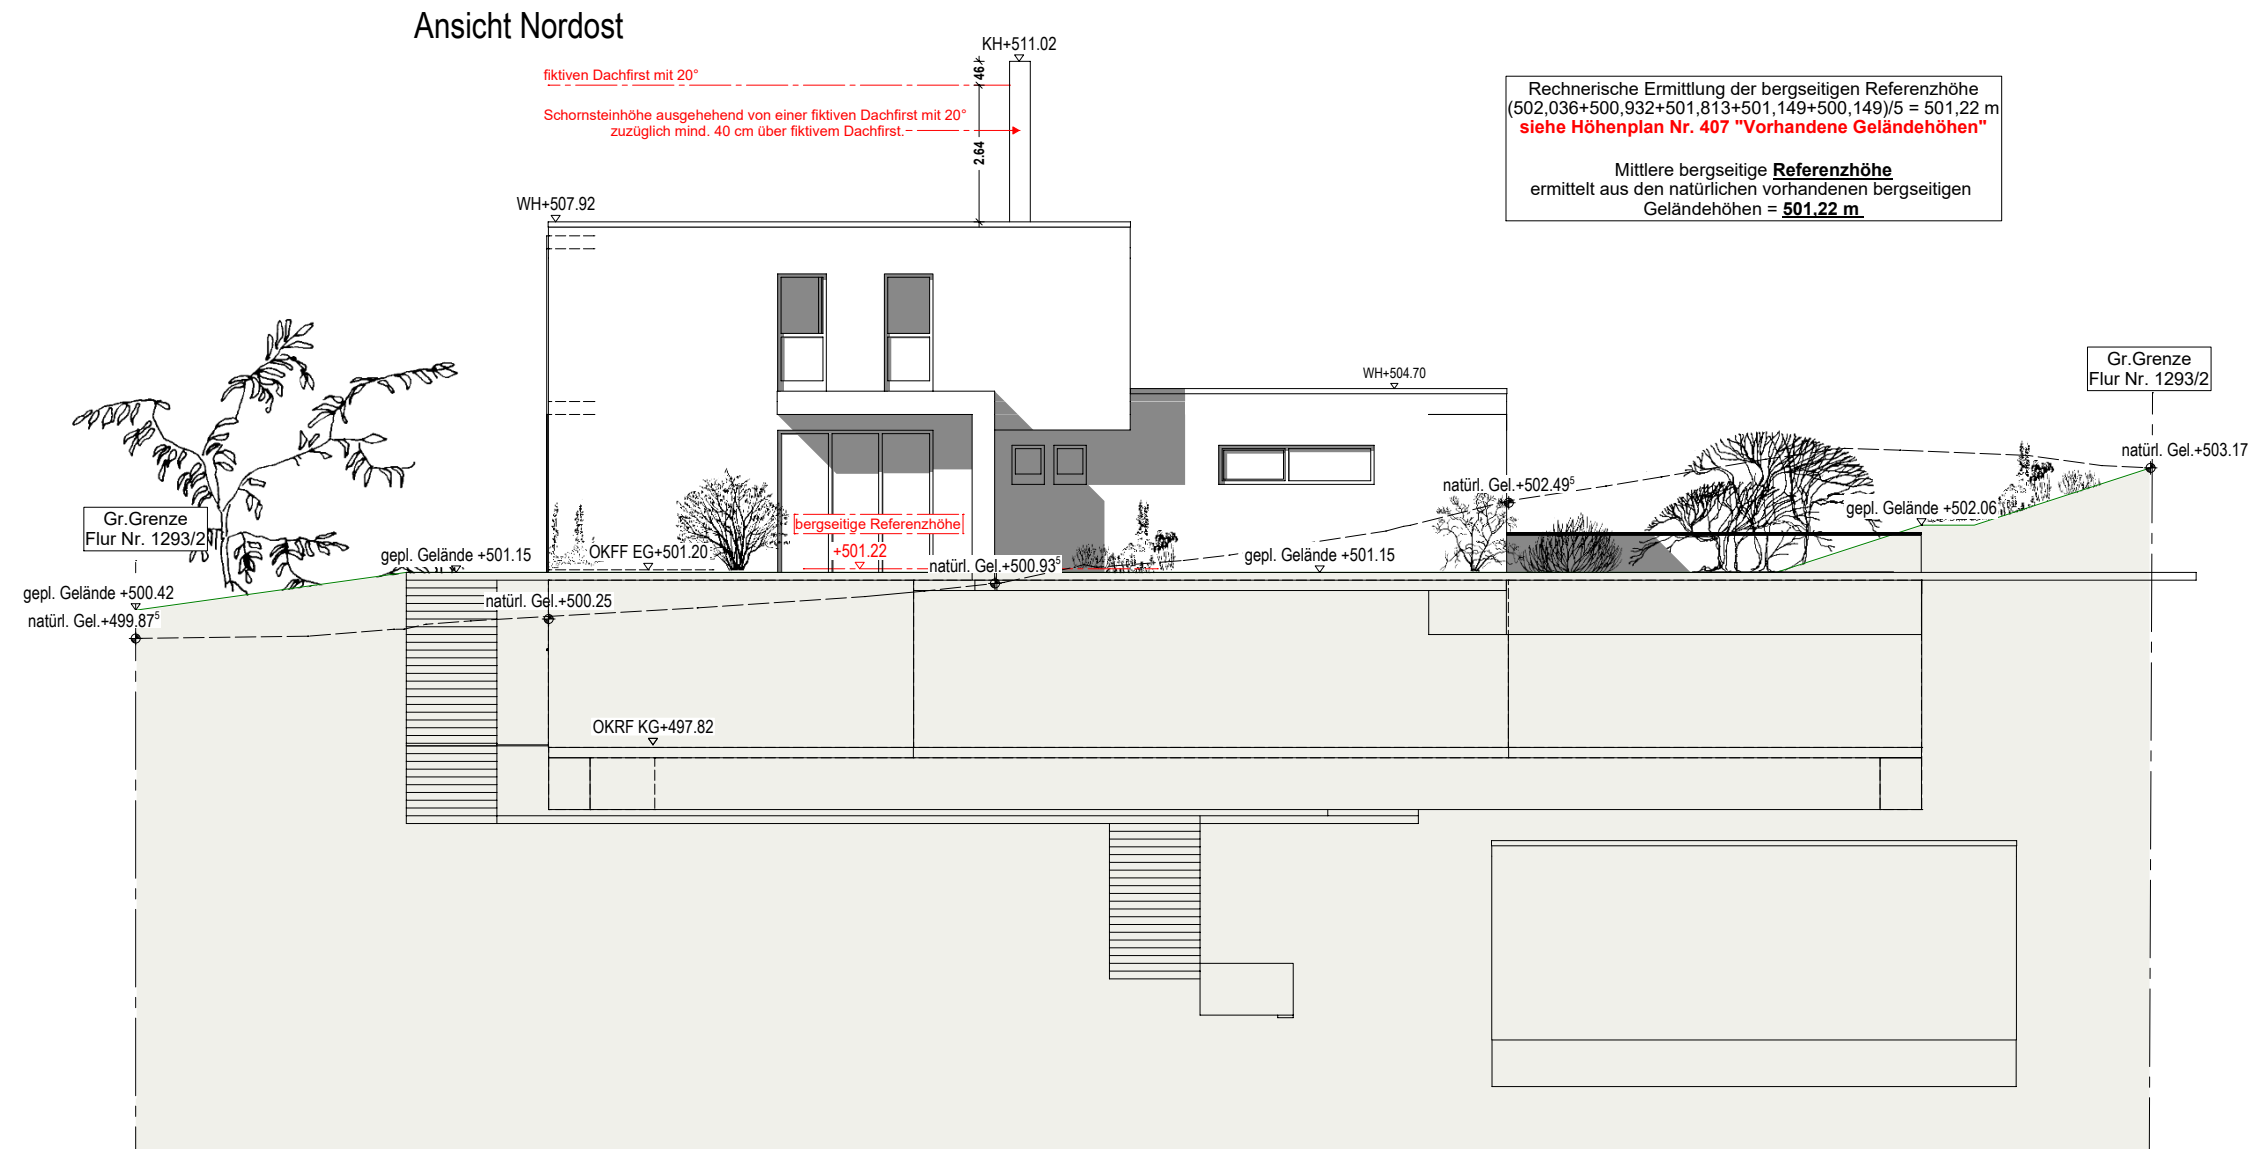 Ansicht Nordost
KH+511.02
fiktiven Dachfirst mit 20°
46
Schornsteinhöhe ausgehehend von einer fiktiven Dachfirst mit 20°
zuzüglich mind. 40 cm über fiktivem Dachfirst.
2.64
Rechnerische Ermittlung der bergseitigen Referenzhöhe
(502,036+500,932+501,813+501,149+500,149)/5 = 501,22 m
siehe Höhenplan Nr. 407 "Vorhandene Geländehöhen"
Mittlere bergseitige Referenzhöhe
ermittelt aus den natürlichen vorhandenen bergseitigen
Geländehöhen = 501,22 m
WH+507.92
WH+504.70
Gr.Grenze
Flur Nr. 1293/2
natürl. Gel.+503.17
natürl. Gel.+502.49⁵
gepl. Gelände +502.06
Gr.Grenze
Flur Nr. 1293/2
bergseitige Referenzhöhe
+501.22
gepl. Gelände +501.15
OKFF EG+501.20
natürl. Gel.+500.93⁵
gepl. Gelände +501.15
gepl. Gelände +500.42
natürl. Gel.+499.87⁵
natürl. Gel.+500.25
OKRF KG+497.82